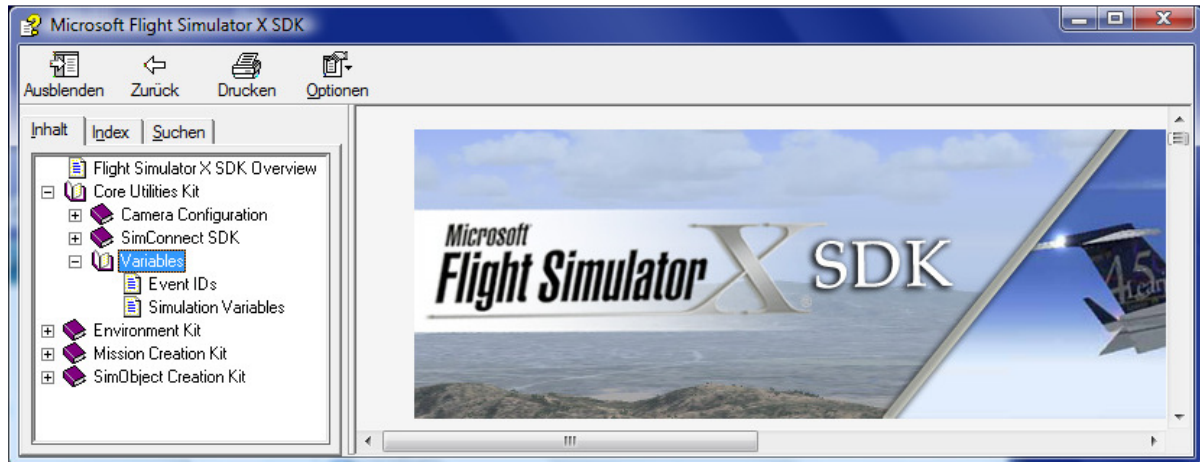 Microsoft Flight Simulator X SDK
Ausblenden Zurück Drucken Optionen
Inhalt Index Suchen
Flight Simulator X SDK Overview
Core Utilities Kit
Camera Configuration
SimConnect SDK
Variables
Event IDs
Simulation Variables
Environment Kit
Mission Creation Kit
SimObject Creation Kit
Microsoft
Flight Simulator X SDK
45